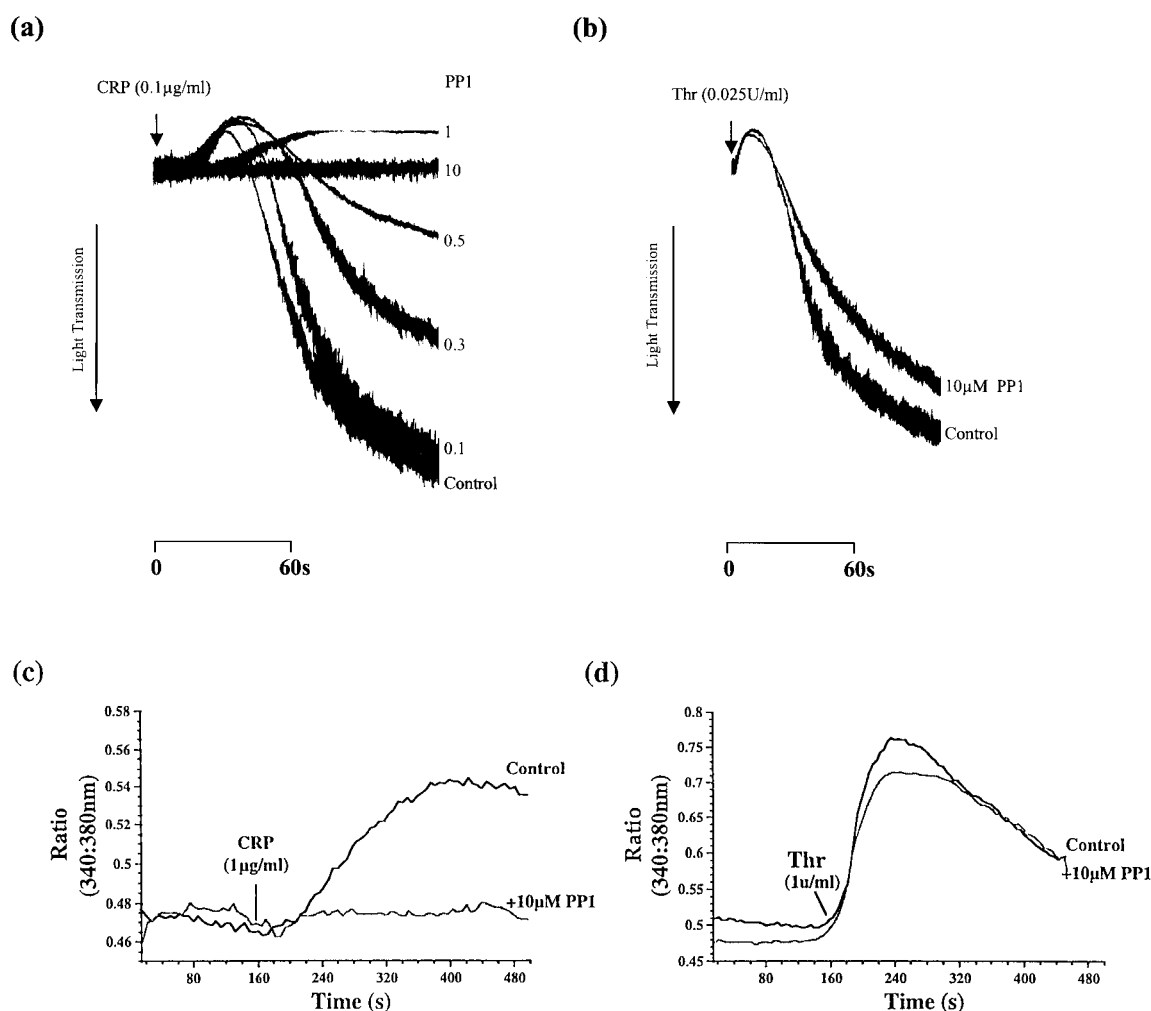 (a)
CRP (0.1µg/ml)
PP1
1
10
0.5
0.3
0.1
Control
Light Transmission
0
60s
(b)
Thr (0.025U/ml)
Light Transmission
10µM PP1
Control
0
60s
(c)
0.58
0.56
0.54
0.52
0.5
0.48
0.46
Ratio
(340:380nm)
CRP
(1µg/ml)
Control
+10µM PP1
80
160
240
320
400
480
Time (s)
(d)
0.8
0.75
0.7
0.65
0.6
0.55
0.5
0.45
Ratio
(340:380nm)
Thr
(1u/ml)
Control
+10µM PP1
80
160
240
320
400
480
Time (s)